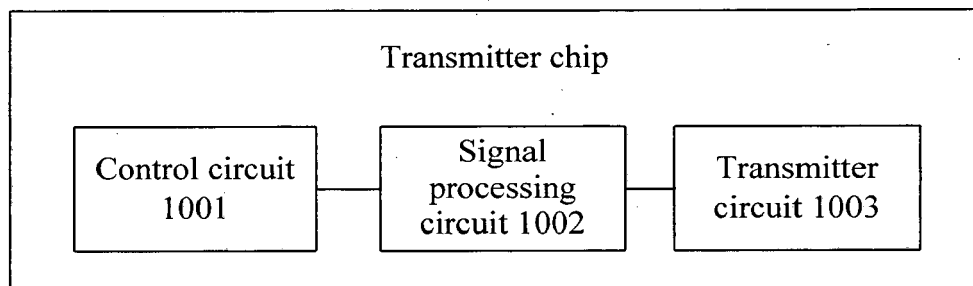 Transmitter chip
Control circuit
1001
Signal
processing
circuit 1002
Transmitter
circuit 1003